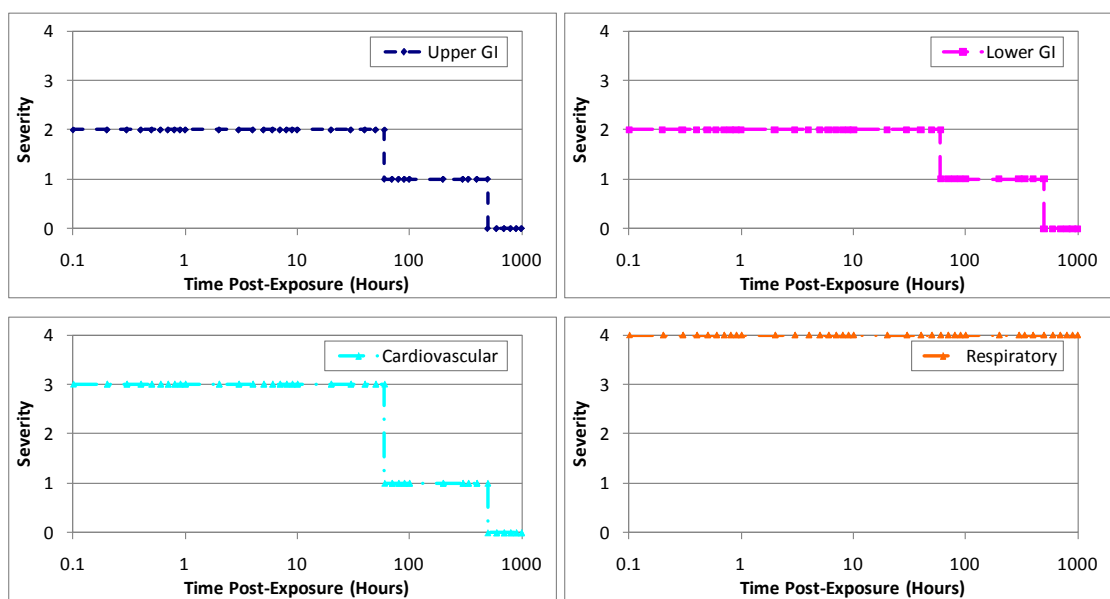 4
3
2
1
0
Severity
Upper GI
0.1 1 10 100 1000
Time Post-Exposure (Hours)
4
3
2
1
0
Severity
Lower GI
0.1 1 10 100 1000
Time Post-Exposure (Hours)
4
3
2
1
0
Severity
Cardiovascular
0.1 1 10 100 1000
Time Post-Exposure (Hours)
4
3
2
1
0
Severity
Respiratory
0.1 1 10 100 1000
Time Post-Exposure (Hours)